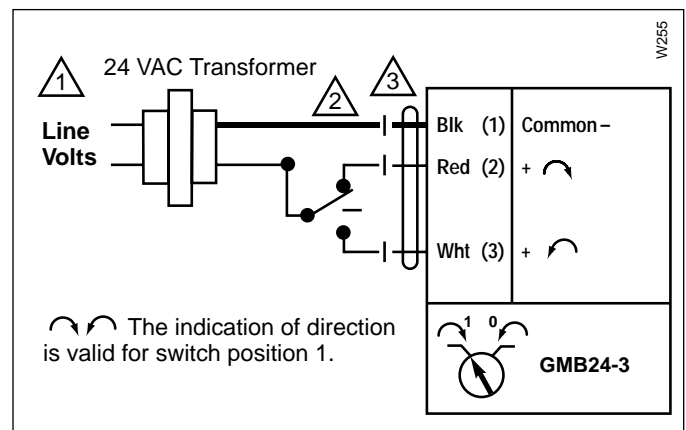 W255
1
24 VAC Transformer
2
3
Line
Volts
Blk (1) Common –
Red (2) +
Wht (3) +
The indication of direction
is valid for switch position 1.
1 0
GMB24-3